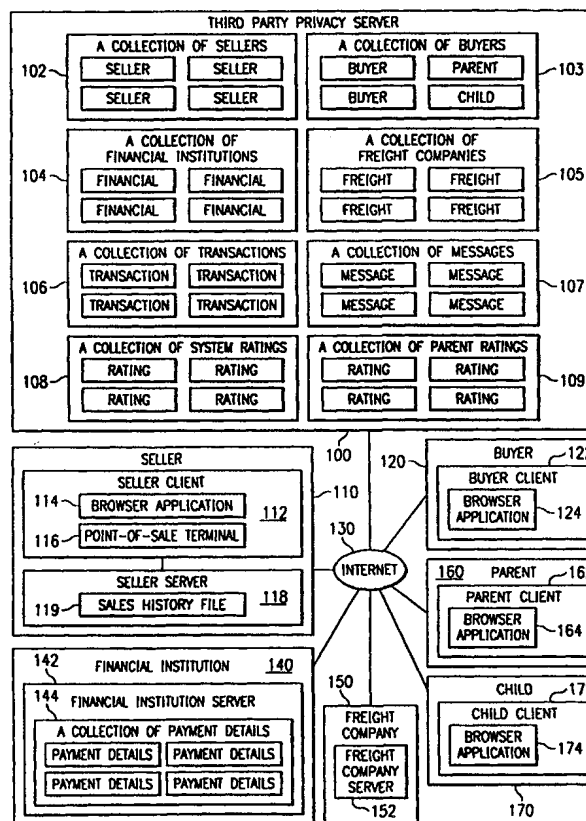 THIRD PARTY PRIVACY SERVER
A COLLECTION OF SELLERS
SELLER SELLER
SELLER SELLER
102
A COLLECTION OF BUYERS
BUYER PARENT
BUYER CHILD
103
A COLLECTION OF
FINANCIAL INSTITUTIONS
FINANCIAL FINANCIAL
FINANCIAL FINANCIAL
104
A COLLECTION OF
FREIGHT COMPANIES
FREIGHT FREIGHT
FREIGHT FREIGHT
105
A COLLECTION OF TRANSACTIONS
TRANSACTION TRANSACTION
TRANSACTION TRANSACTION
106
A COLLECTION OF MESSAGES
MESSAGE MESSAGE
MESSAGE MESSAGE
107
A COLLECTION OF SYSTEM RATINGS
RATING RATING
RATING RATING
108
A COLLECTION OF PARENT RATINGS
RATING RATING
RATING RATING
109
100
SELLER
110
SELLER CLIENT
114 BROWSER APPLICATION 112
116 POINT-OF-SALE TERMINAL
SELLER SERVER
119 SALES HISTORY FILE 118
130
INTERNET
120 BUYER 122
BUYER CLIENT
BROWSER
APPLICATION 124
160 PARENT 16
PARENT CLIENT
BROWSER
APPLICATION 164
CHILD 17
CHILD CLIENT
BROWSER
APPLICATION 174
170
142 FINANCIAL INSTITUTION 140
144 FINANCIAL INSTITUTION SERVER
A COLLECTION OF PAYMENT DETAILS
PAYMENT DETAILS PAYMENT DETAILS
PAYMENT DETAILS PAYMENT DETAILS
150
FREIGHT
COMPANY
FREIGHT
COMPANY
SERVER
152